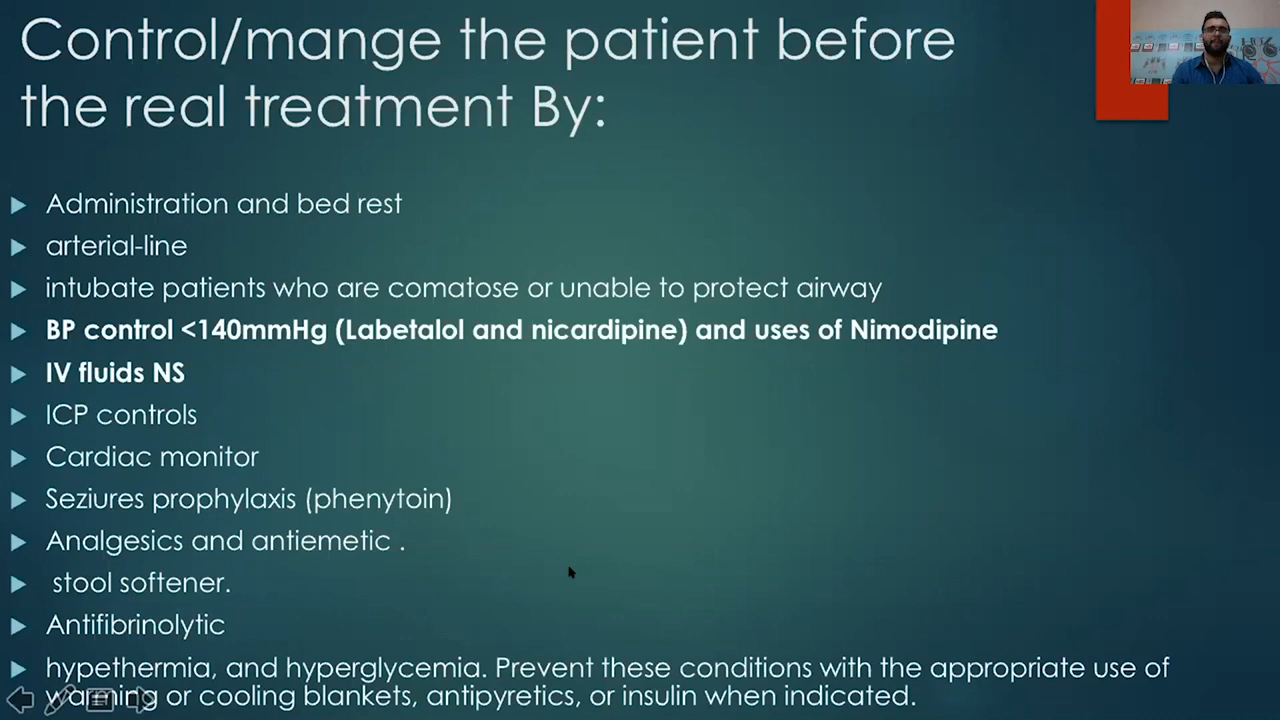 Control/mange the patient before
the real treatment By:
Administration and bed rest
arterial-line
intubate patients who are comatose or unable to protect airway
BP control <140mmHg (Labetalol and nicardipine) and uses of Nimodipine
IV fluids NS
ICP controls
Cardiac monitor
Seziures prophylaxis (phenytoin)
Analgesics and antiemetic .
stool softener.
Antifibrinolytic
hypethermia, and hyperglycemia. Prevent these conditions with the appropriate use of
warming or cooling blankets, antipyretics, or insulin when indicated.